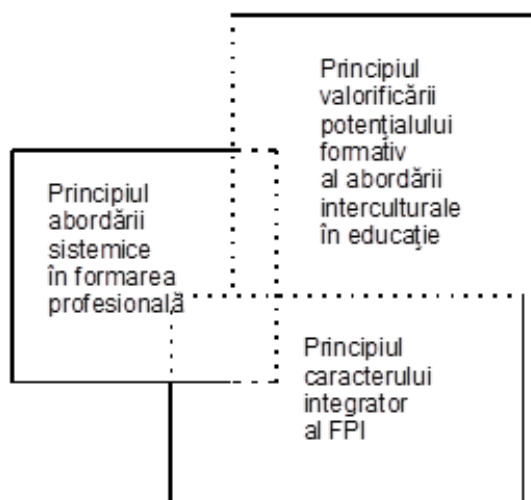 Principiul
valorificării
potenţialului
formativ
al abordării
interculturale
în educaţie
Principiul
abordării
sistemice
în formarea
profesională
Principiul
caracterului
integrator
al FPI